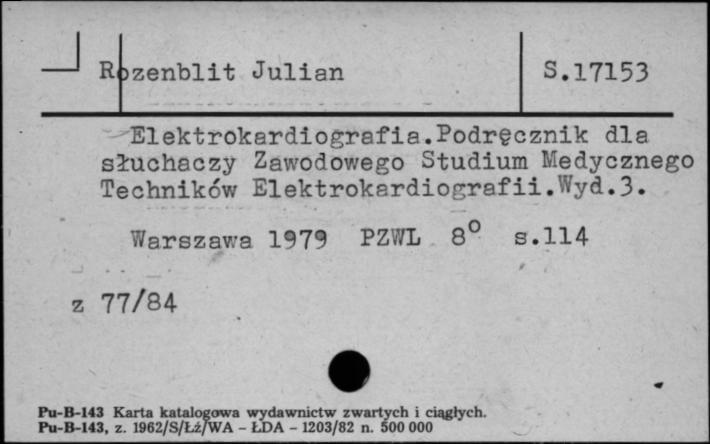 Rozenblit Julian S.17153
Elektrokardiografia.Podręcznik dla
słuchaczy Zawodowego Studium Medycznego
Techników Elektrokardiografii.Wyd.3.
Warszawa 1979 PZWL 8° s.114
z 77/84
Pu-B-143 Karta katalogowa wydawnictw zwartych i ciągłych.
Pu-B-143, z. 1962/S/Łź/WA – ŁDA – 1203/82 n. 500 000